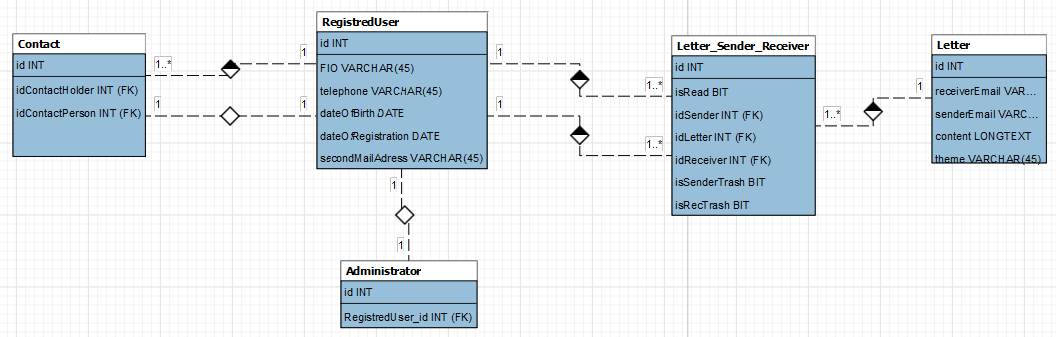 Contact
id INT
idContactHolder INT (FK)
idContactPerson INT (FK)
1..*
1
1
1
RegistredUser
id INT
FIO VARCHAR(45)
telephone VARCHAR(45)
dateOfBirth DATE
dateOfRegistration DATE
secondMailAdress VARCHAR(45)
1
1
1
1
Administrator
id INT
RegistredUser_id INT (FK)
1..*
1..*
Letter_Sender_Receiver
id INT
isRead BIT
idSender INT (FK)
idLetter INT (FK)
idReceiver INT (FK)
isSenderTrash BIT
isRecTrash BIT
1..*
1
Letter
id INT
receiverEmail VAR...
senderEmail VARC...
content LONGTEXT
theme VARCHAR(45)